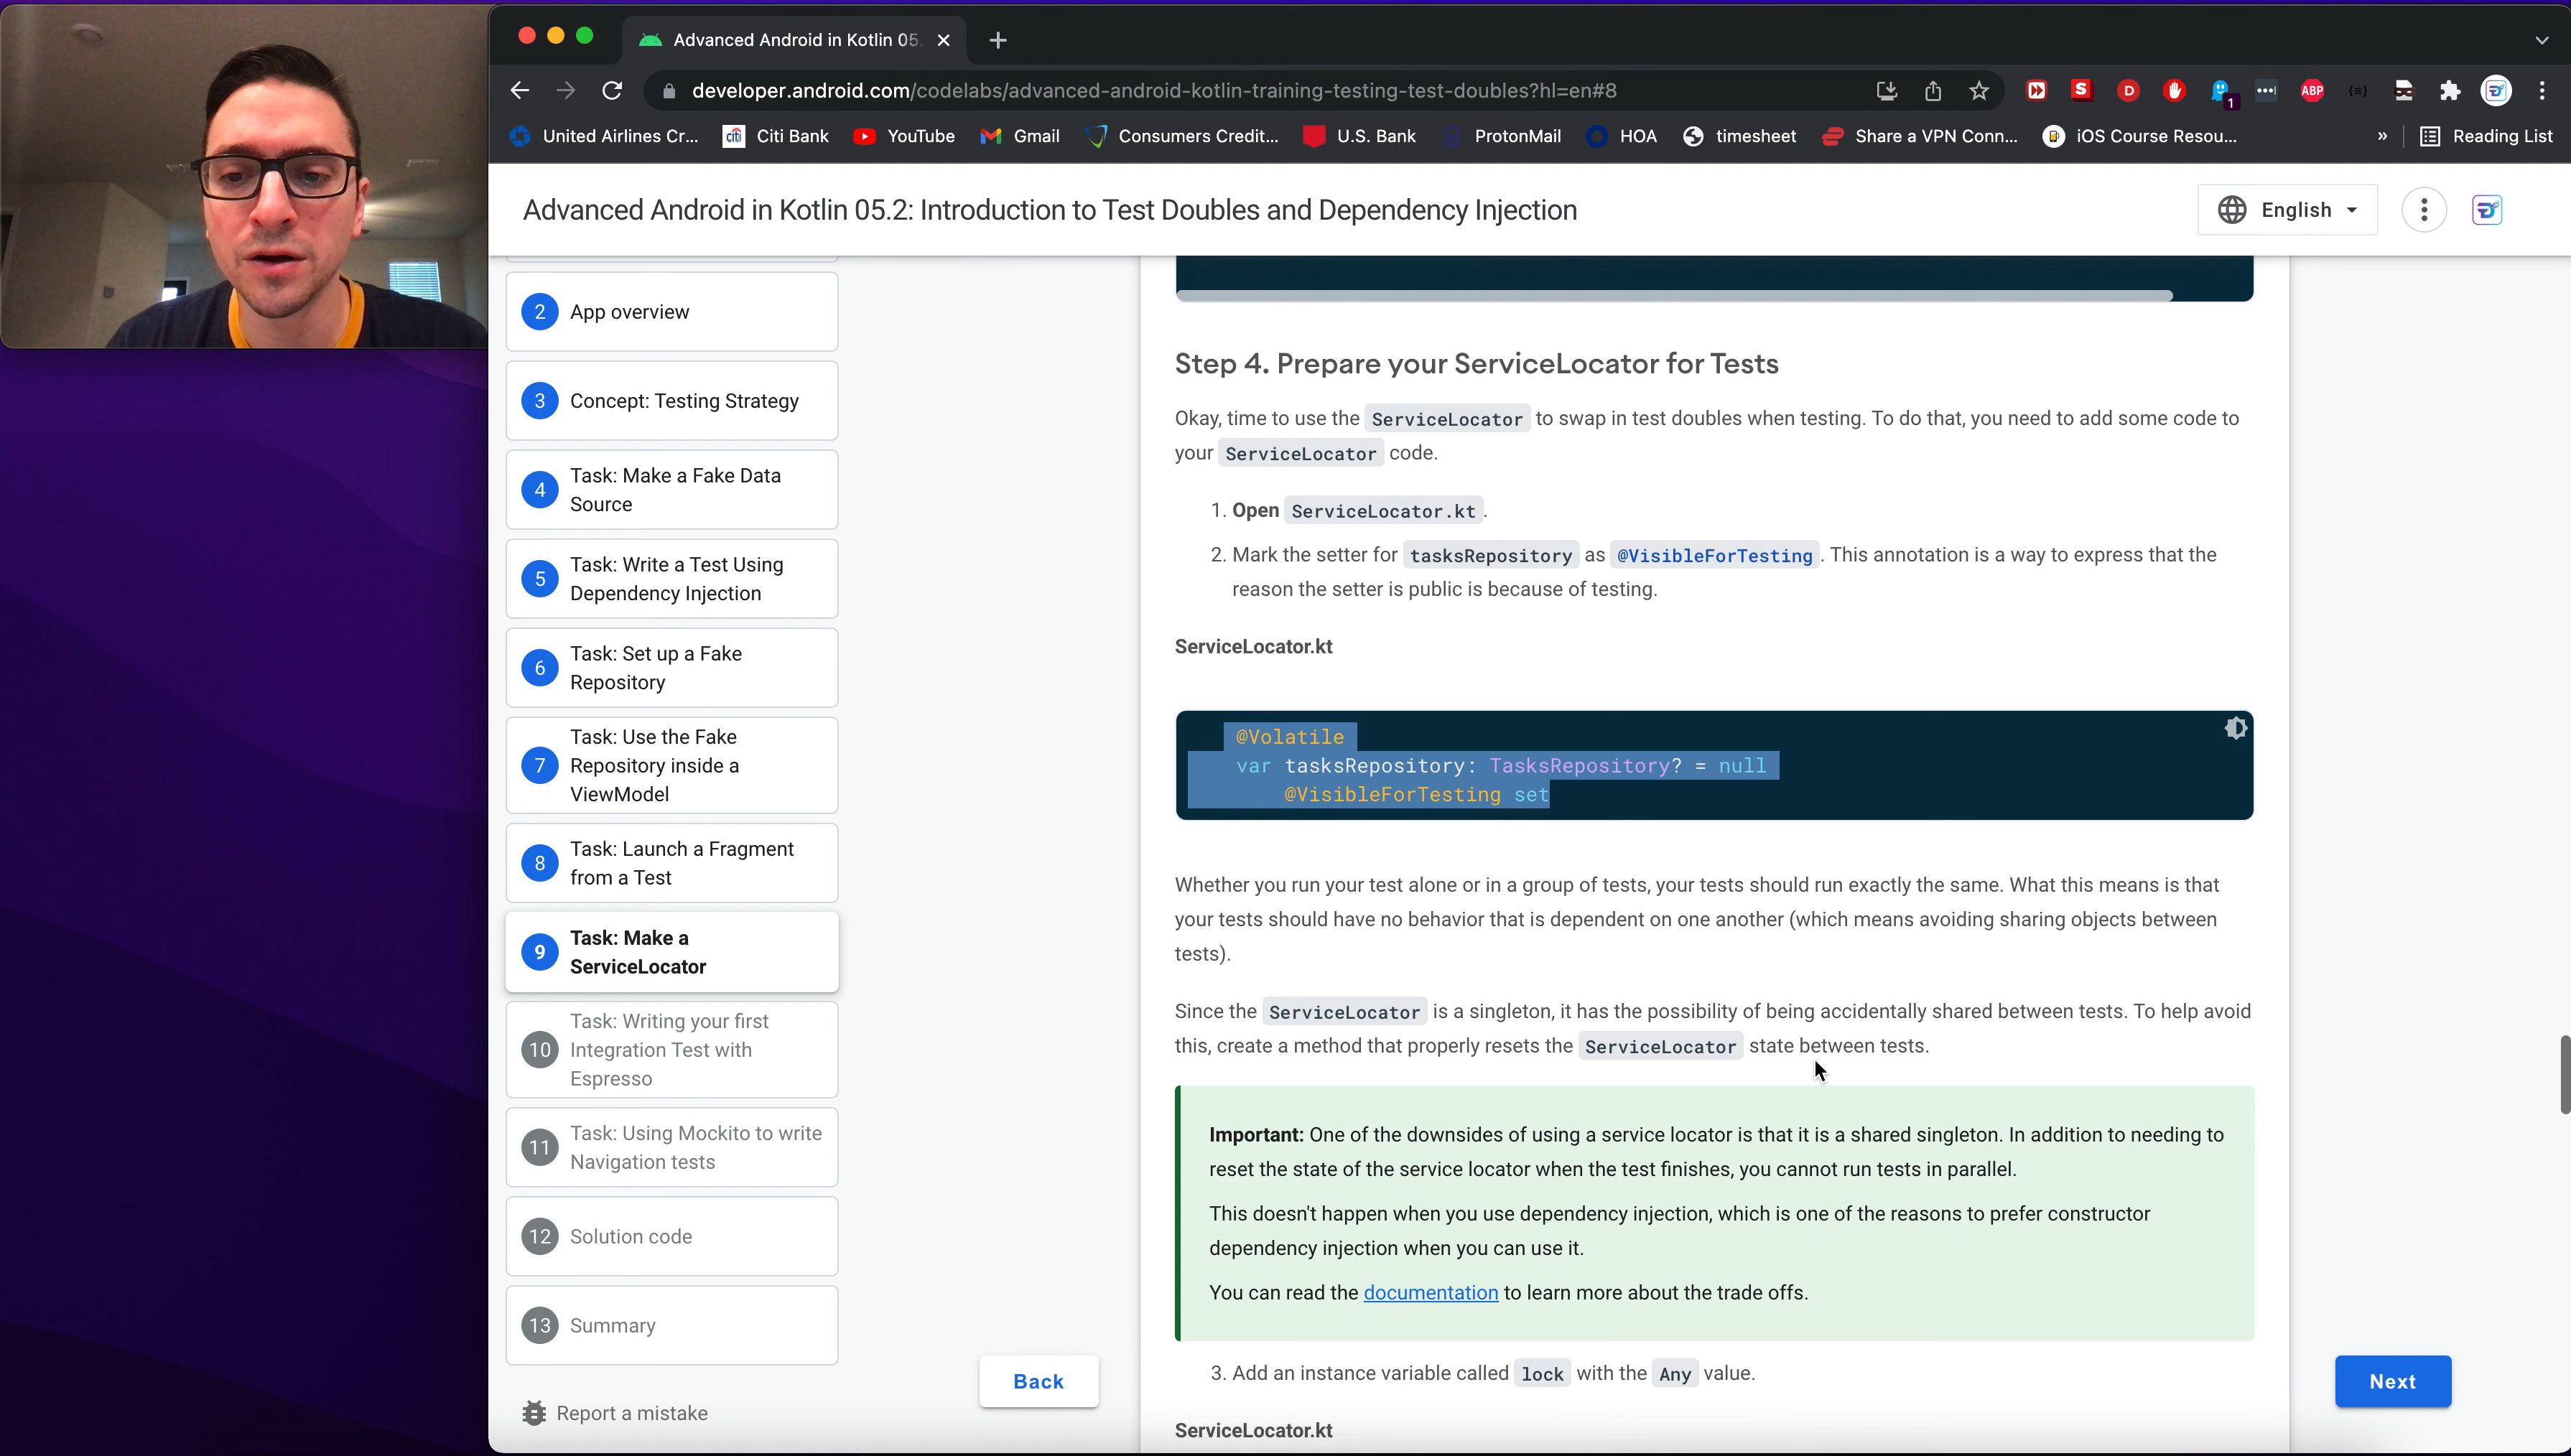 Advanced Android in Kotlin 05.
developer.android.com/codelabs/advanced-android-kotlin-training-testing-test-doubles?hl=en#8
S
D
1
ABP
United Airlines Cr...
citi
Citi Bank
YouTube
Gmail
Consumers Credit...
U.S. Bank
ProtonMail
HOA
timesheet
Share a VPN Conn...
iOS Course Resou...
»
Reading List
Advanced Android in Kotlin 05.2: Introduction to Test Doubles and Dependency Injection
English
2 App overview
3 Concept: Testing Strategy
4 Task: Make a Fake Data
Source
5 Task: Write a Test Using
Dependency Injection
6 Task: Set up a Fake
Repository
7 Task: Use the Fake
Repository inside a
ViewModel
8 Task: Launch a Fragment
from a Test
9 Task: Make a
ServiceLocator
10 Task: Writing your first
Integration Test with
Espresso
11 Task: Using Mockito to write
Navigation tests
12 Solution code
13 Summary
Report a mistake
Step 4. Prepare your ServiceLocator for Tests
Okay, time to use the ServiceLocator to swap in test doubles when testing. To do that, you need to add some code to
your ServiceLocator code.
1. Open ServiceLocator.kt.
2. Mark the setter for tasksRepository as @VisibleForTesting. This annotation is a way to express that the
reason the setter is public is because of testing.
ServiceLocator.kt
@Volatile
var tasksRepository: TasksRepository? = null
@VisibleForTesting set
Whether you run your test alone or in a group of tests, your tests should run exactly the same. What this means is that
your tests should have no behavior that is dependent on one another (which means avoiding sharing objects between
tests).
Since the ServiceLocator is a singleton, it has the possibility of being accidentally shared between tests. To help avoid
this, create a method that properly resets the ServiceLocator state between tests.
Important: One of the downsides of using a service locator is that it is a shared singleton. In addition to needing to
reset the state of the service locator when the test finishes, you cannot run tests in parallel.
This doesn't happen when you use dependency injection, which is one of the reasons to prefer constructor
dependency injection when you can use it.
You can read the documentation to learn more about the trade offs.
3. Add an instance variable called lock with the Any value.
ServiceLocator.kt
Back
Next